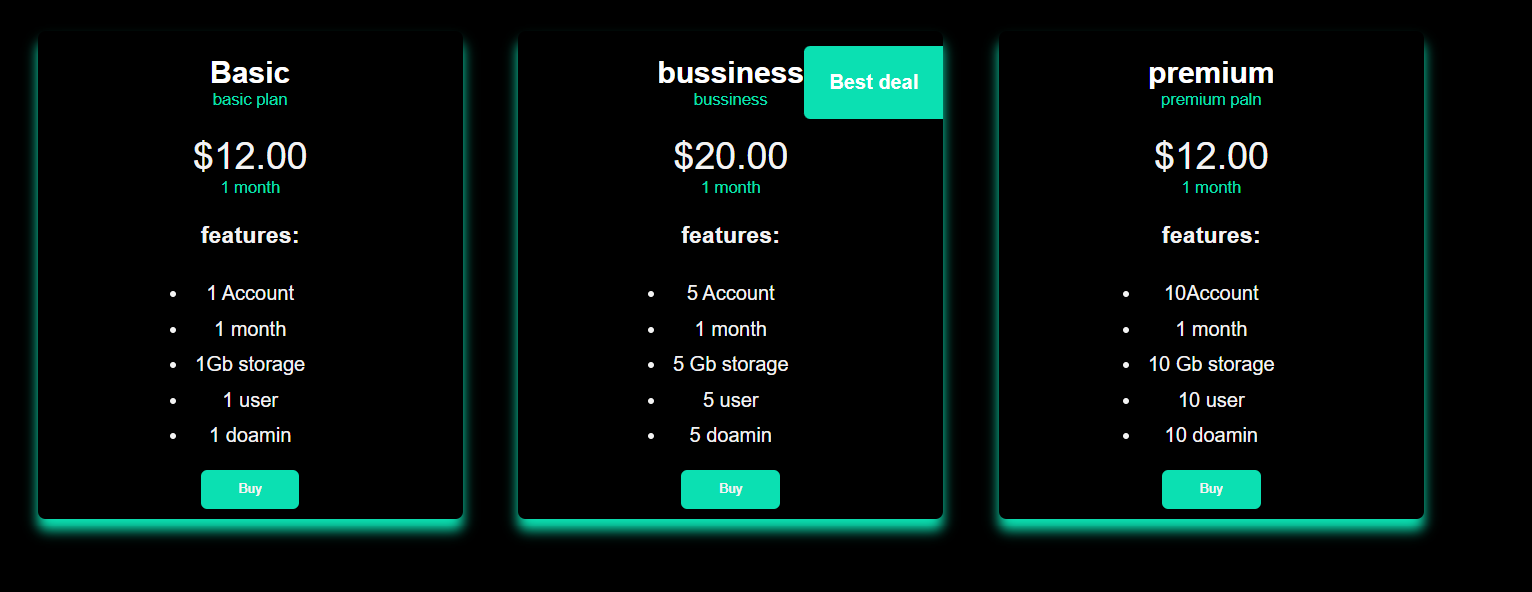 Basic
basic plan
$12.00
1 month
features:
1 Account
1 month
1Gb storage
1 user
1 doamin
Buy
bussiness
Best deal
bussiness
$20.00
1 month
features:
5 Account
1 month
5 Gb storage
5 user
5 doamin
Buy
premium
premium paln
$12.00
1 month
features:
10Account
1 month
10 Gb storage
10 user
10 doamin
Buy